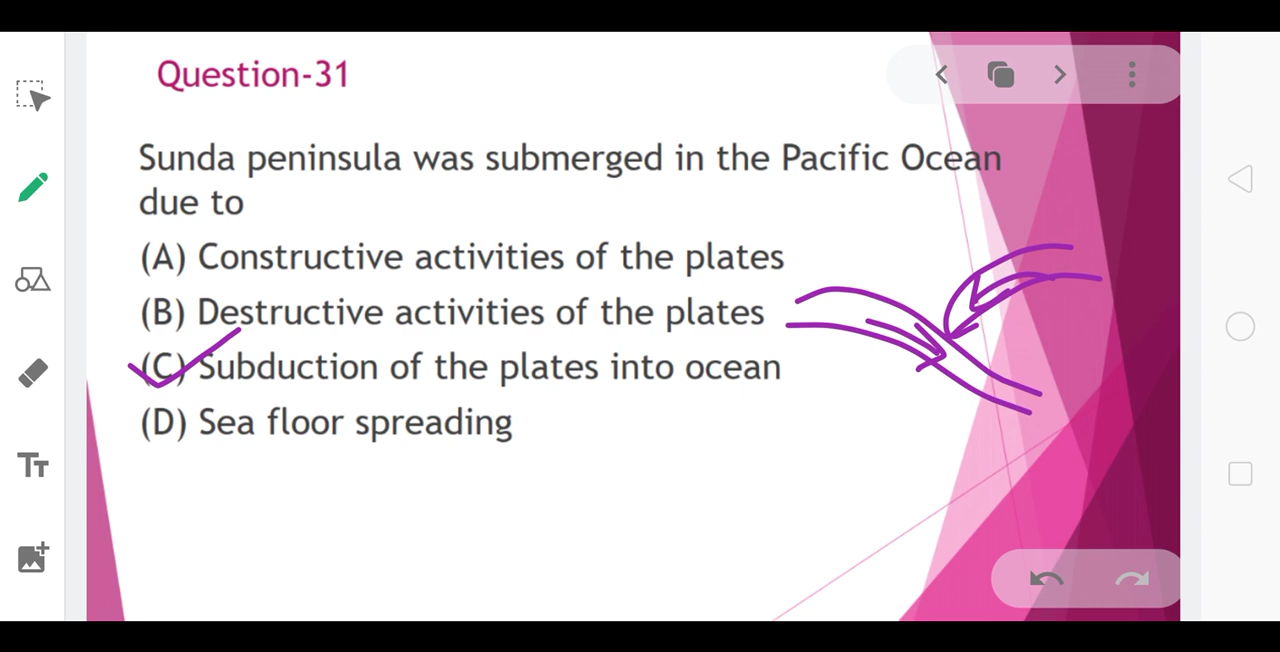 Question-31
Sunda peninsula was submerged in the Pacific Ocean
due to
(A) Constructive activities of the plates
(B) Destructive activities of the plates
(C) Subduction of the plates into ocean
(D) Sea floor spreading
TT